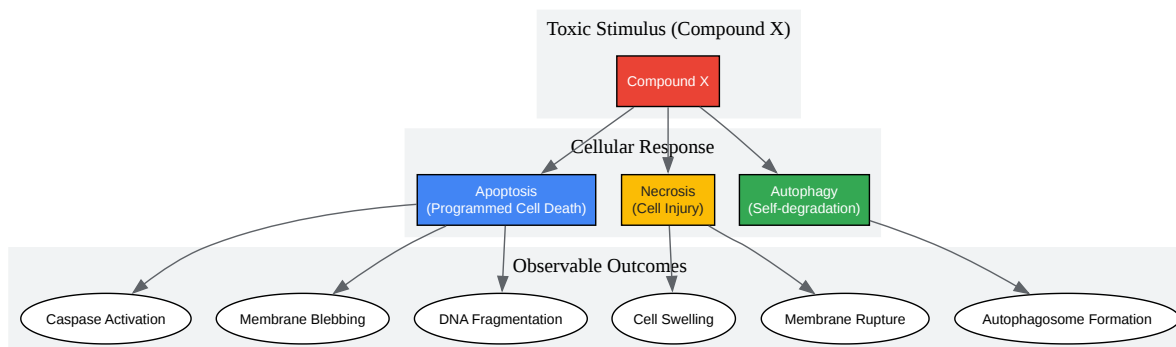 Toxic Stimulus (Compound X)
Compound X
Cellular Response
Apoptosis
(Programmed Cell Death)
Necrosis
(Cell Injury)
Autophagy
(Self-degradation)
Observable Outcomes
Caspase Activation
Membrane Blebbing
DNA Fragmentation
Cell Swelling
Membrane Rupture
Autophagosome Formation